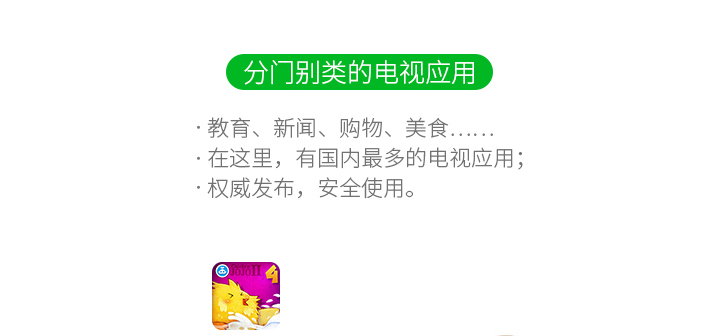 分门别类的电视应用
· 教育、新闻、购物、美食……
· 在这里，有国内最多的电视应用；
· 权威发布，安全使用。